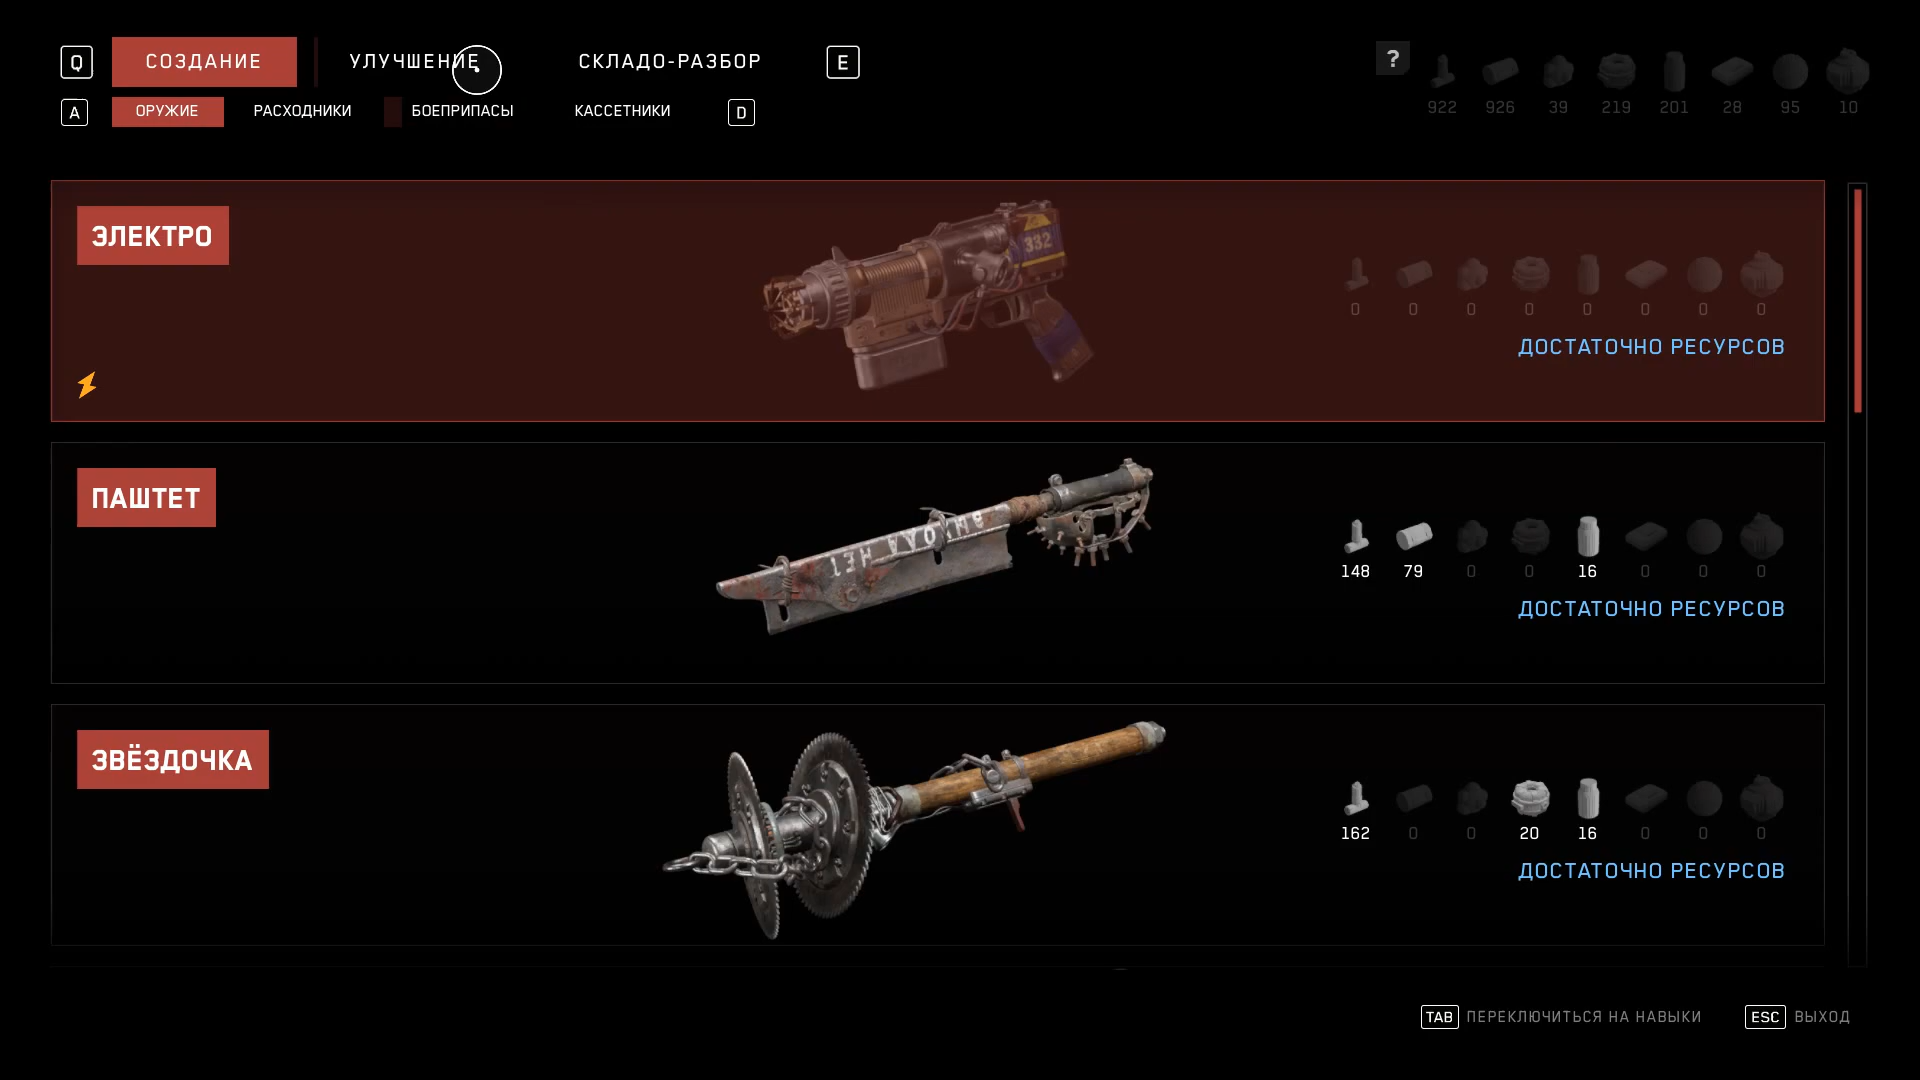 Q СОЗДАНИЕ УЛУЧШЕНИЕ СКЛАДО-РАЗБОР E
?
A ОРУЖИЕ РАСХОДНИКИ БОЕПРИПАСЫ КАССЕТНИКИ D
922 926 39 219 201 28 95 10
ЭЛЕКТРО
332
0 0 0 0 0 0 0 0
ДОСТАТОЧНО РЕСУРСОВ
ПАШТЕТ
148 79 0 0 16 0 0 0
ДОСТАТОЧНО РЕСУРСОВ
ЗВЁЗДОЧКА
162 0 0 20 16 0 0 0
ДОСТАТОЧНО РЕСУРСОВ
TAB ПЕРЕКЛЮЧИТЬСЯ НА НАВЫКИ ESC ВЫХОД